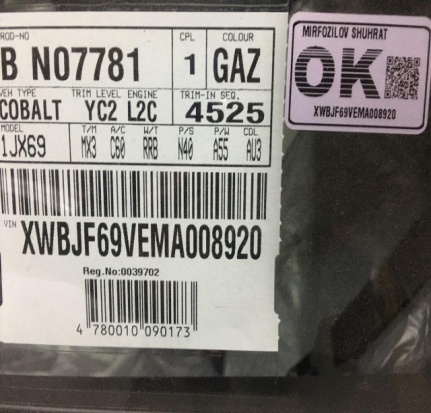 ROD-NO CPL COLOUR
B N07781 1 GAZ
VEH TYPE TRIM LEVEL ENGINE TRIM-IN SEQ.
COBALT YC2 L2C 4525
MODEL T/M A/C W/T P/S P/W COL
1JX69 MX3 C60 RRB N40 A55 AU3
VIN XWBJF69VEMA008920
Reg.No:0039702
4 780010 090173
MIRFOZILOV SHUHRAT
OK
XWBJF69VEMA008920